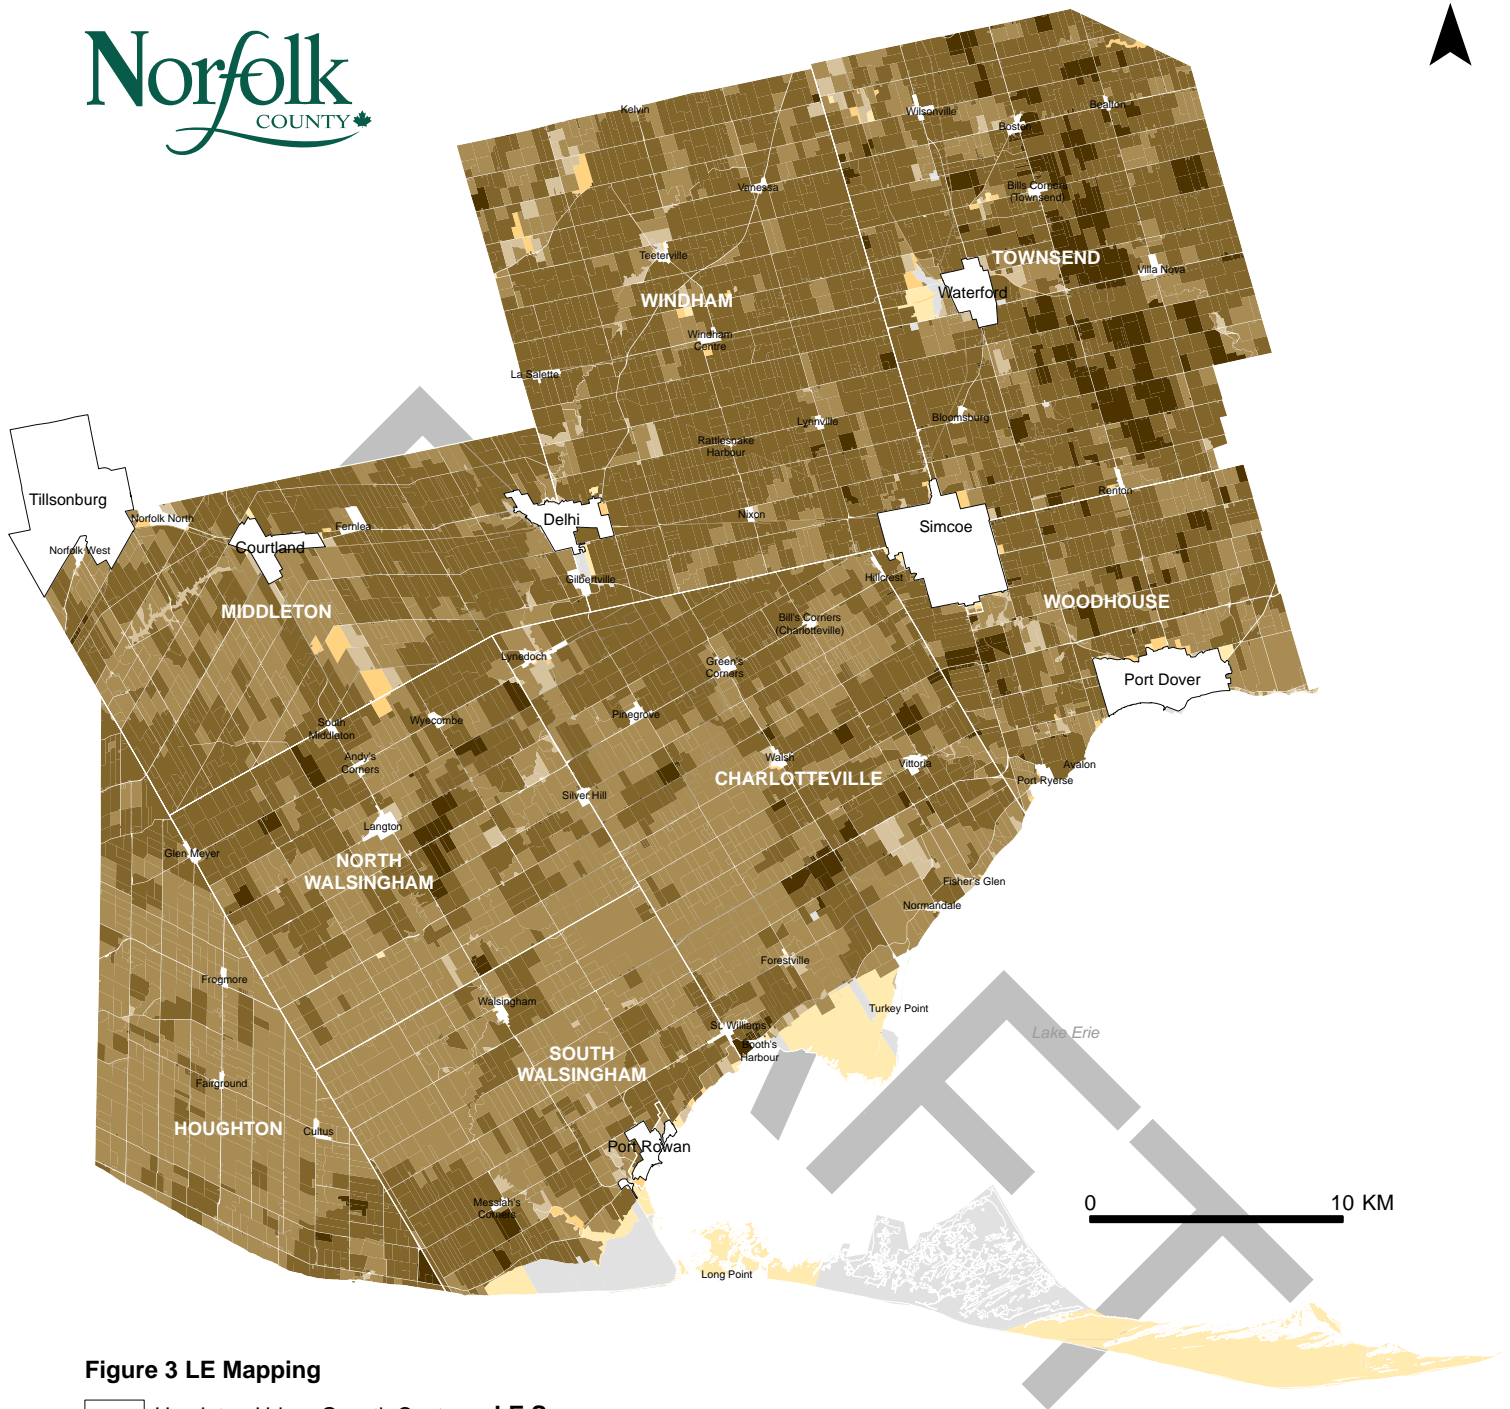 Norfolk
COUNTY
Kelvin
Wilsonville
Boston
Bealton
Vanessa
Bills Corners
(Townsend)
Teeterville
TOWNSEND
Villa Nova
WINDHAM
Waterford
Windham
Centre
La Salette
Lynnville
Bloomsburg
Rattlesnake
Harbour
Tillsonburg
Renton
Norfolk North
Fernlea
Delhi
Nixon
Simcoe
Norfolk West
Courtland
Gilbertville
Hillcrest
MIDDLETON
WOODHOUSE
Bill's Corners
(Charlotteville)
Lynedoch
Green's
Corners
Port Dover
Pinegrove
Wyecombe
South
Middleton
Andy's
Corners
Walsh
Vittoria
Avalon
CHARLOTTEVILLE
Port Ryerse
Silver Hill
Langton
Glen Meyer
NORTH
WALSINGHAM
Fisher's Glen
Normandale
Forestville
Frogmore
Walsingham
Turkey Point
St. Williams
Lake Erie
Booth's
Harbour
SOUTH
WALSINGHAM
Fairground
HOUGHTON
Cultus
Port Rowan
Messiah's
Corners
0 10 KM
Long Point
Figure 3 LE Mapping